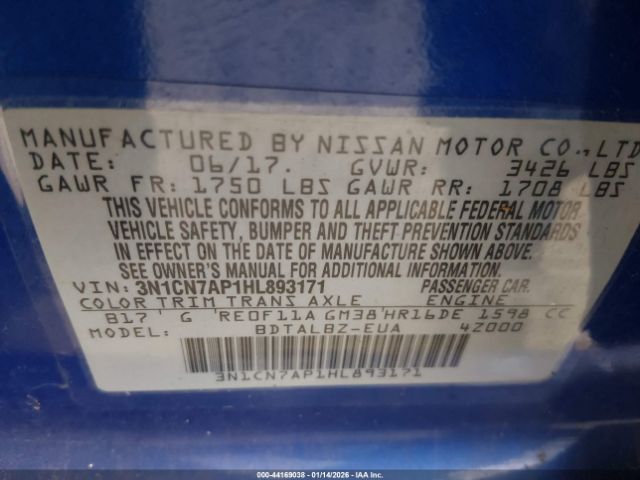 MANUFACTURED BY NISSAN MOTOR CO.,LTD
DATE: 06/17. GVWR: 3426 LBS
GAWR FR: 1750 LBS GAWR RR: 1708 LBS
THIS VEHICLE CONFORMS TO ALL APPLICABLE FEDERAL MOTOR
VEHICLE SAFETY, BUMPER AND THEFT PREVENTION STANDARDS
IN EFFECT ON THE DATE OF MANUFACTURE SHOWN ABOVE.
SEE OWNER'S MANUAL FOR ADDITIONAL INFORMATION.
VIN: 3N1CN7AP1HL893171 PASSENGER CAR.
COLOR TRIM TRANS AXLE ENGINE
B17 G RE0F11A GM38 HR16DE 1598 CC
MODEL: BDTALBZ-EUA 4Z000
3N1CN7AP1HL893171
000-44169038 - 01/14/2026 - IAA Inc.